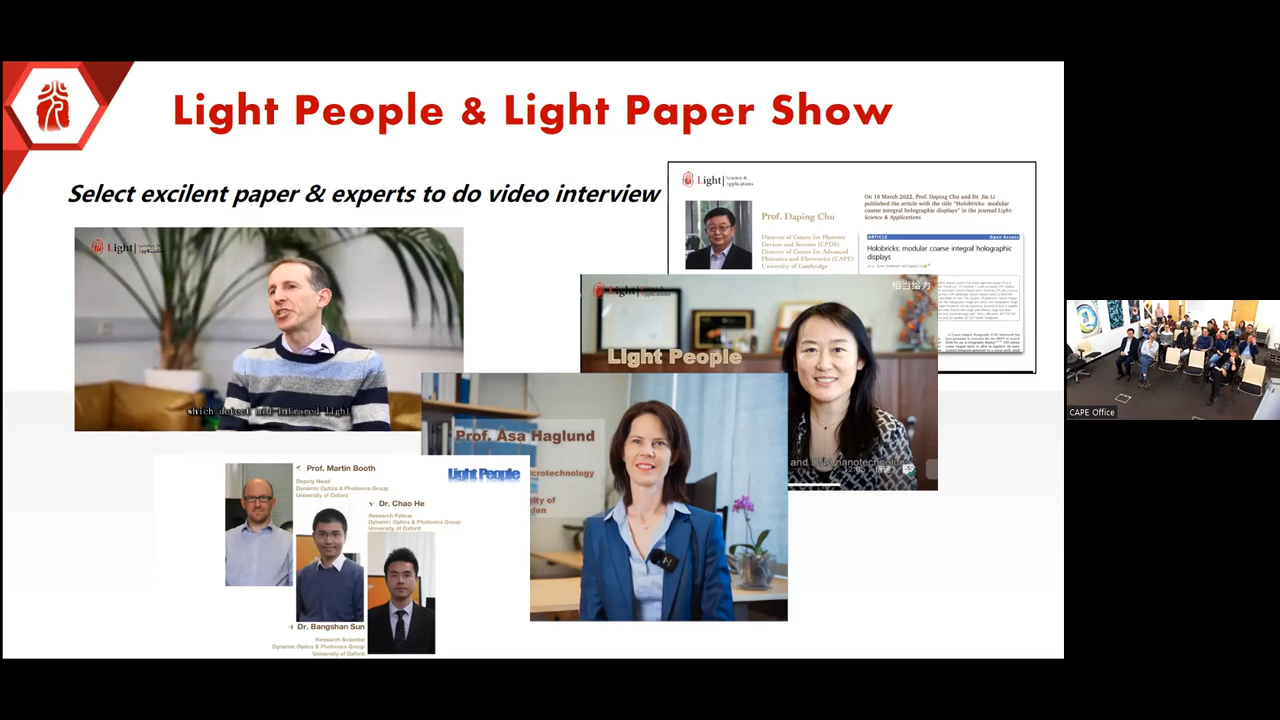 Light People & Light Paper Show
Select excilent paper & experts to do video interview
Light
Science &
Applications
Prof. Daping Chu
Director of Centre for Photonic
Devices and Sensors (CPDS)
Director of Centre for Advanced
Photonics and Electronics (CAPE)
University of Cambridge
On 16 March 2022, Prof. Daping Chu and Dr. Jin Li
published the article with the title "Holobricks: modular
coarse integral holographic displays" in the journal Light:
Science & Applications
ARTICLE
Open Access
Holobricks: modular coarse integral holographic
displays
Light
which detect mid infrared light
Light
相当给力
Light People
Prof. Åsa Haglund
Light People
Prof. Martin Booth
Deputy Head
Dynamic Optics & Photonics Group
University of Oxford
Dr. Chao He
Research Fellow
Dynamic Optics & Photonics Group
University of Oxford
Dr. Bangshan Sun
Research Scientist
Dynamic Optics & Photonics Group
University of Oxford
CAPE Office